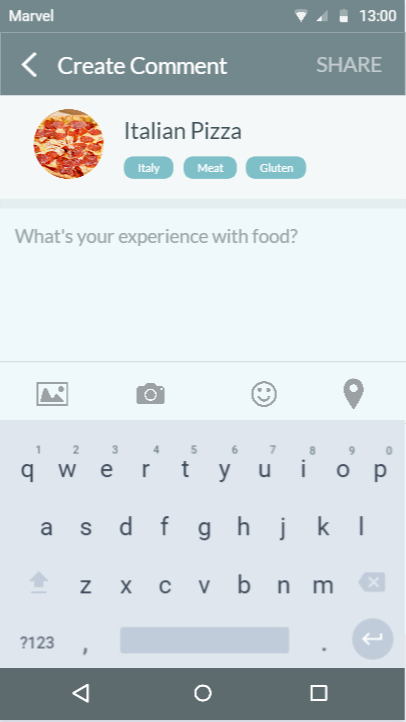 Marvel 13:00
Create Comment SHARE
Italian Pizza
Italy Meat Gluten
What's your experience with food?
1 2 3 4 5 6 7 8 9 0
q w e r t y u i o p
a s d f g h j k l
z x c v b n m
?123 , .